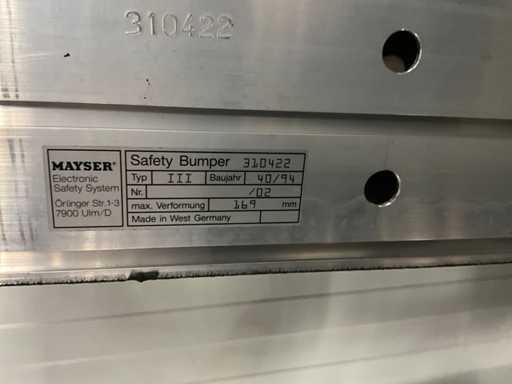 310422
MAYSER®
Electronic
Safety System
Örlinger Str.1-3
7900 Ulm/D
Safety Bumper 310422
Typ III Baujahr 40/94
Nr. /02
max. Verformung 169 mm
Made in West Germany